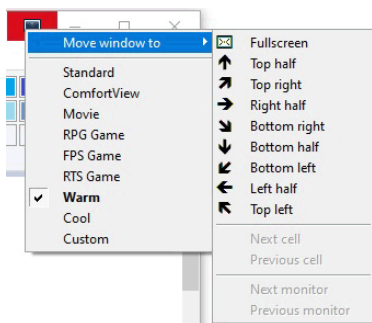 Move window to
Standard
ComfortView
Movie
RPG Game
FPS Game
RTS Game
Warm
Cool
Custom
Fullscreen
Top half
Top right
Right half
Bottom right
Bottom half
Bottom left
Left half
Top left
Next cell
Previous cell
Next monitor
Previous monitor